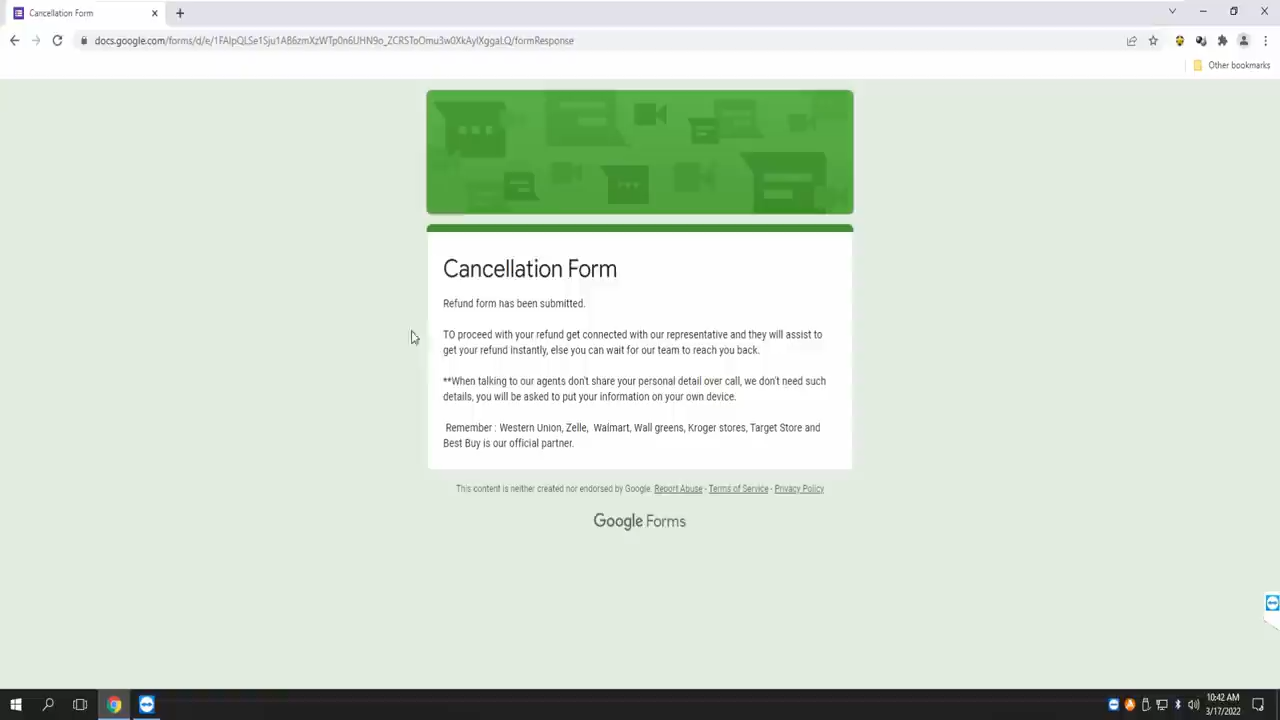 Cancellation Form
docs.google.com/forms/d/e/1FAIpQLSe1Sju1AB6zmXzWTp0n6UHN9o_ZCRSToOmu3w0XkAylXggaLQ/formResponse
Other bookmarks
Cancellation Form
Refund form has been submitted.
TO proceed with your refund get connected with our representative and they will assist to
get your refund instantly, else you can wait for our team to reach you back.
**When talking to our agents don't share your personal detail over call, we don't need such
details, you will be asked to put your information on your own device.
Remember : Western Union, Zelle, Walmart, Wall greens, Kroger stores, Target Store and
Best Buy is our official partner.
This content is neither created nor endorsed by Google. Report Abuse - Terms of Service - Privacy Policy
Google Forms
10:42 AM
3/17/2022